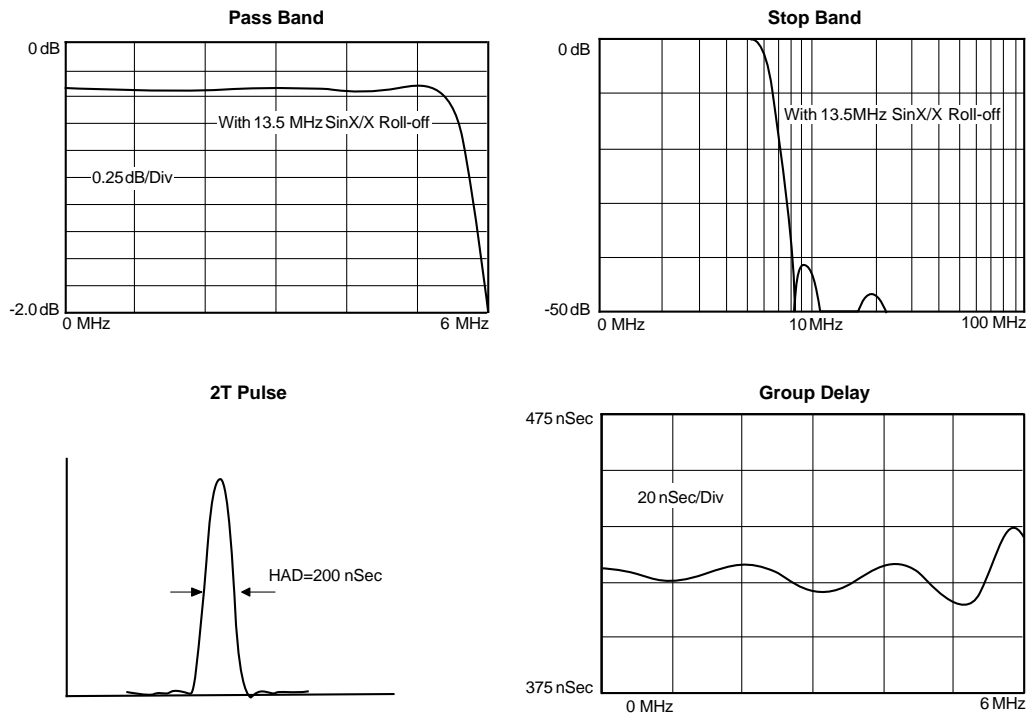 Pass Band
0 dB
With 13.5 MHz SinX/X Roll-off
0.25 dB/Div
-2.0 dB
0 MHz
6 MHz
Stop Band
0 dB
With 13.5MHz SinX/X Roll-off
-50 dB
0 MHz
10 MHz
100 MHz
2T Pulse
HAD=200 nSec
Group Delay
475 nSec
20 nSec/Div
375 nSec
0 MHz
6 MHz